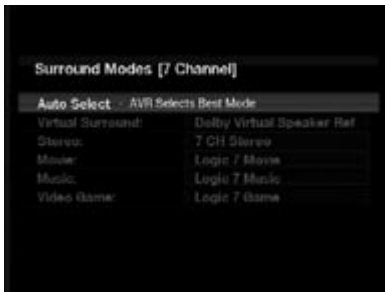 Surround Modes [7 Channel]
Auto Select - AVR Selects Best Mode
Virtual Surround: Dolby Virtual Speaker Ref
Stereo: 7 CH Stereo
Movie: Logic 7 Movie
Music: Logic 7 Music
Video Game: Logic 7 Game